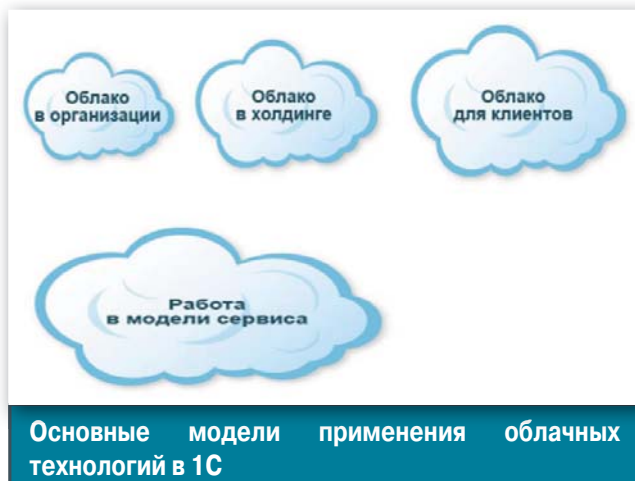 Облако
в организации
Облако
в холдинге
Облако
для клиентов
Работа
в модели сервиса
Основные модели применения облачных
технологий в 1С